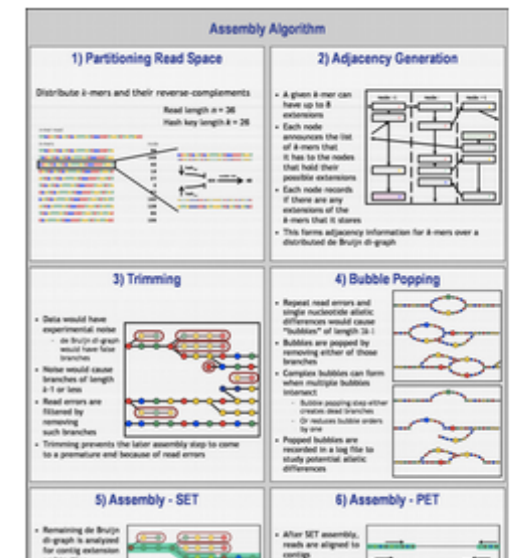 Assembly Algorithm
1) Partitioning Read Space
Distribute k-mers and their reverse-complements
Read length n = 36
Hash key length k = 26
2) Adjacency Generation
• A given k-mer can
have up to 8
extensions
• Each node
announces the list
of k-mers that
it has to the nodes
that hold their
possible extensions
• Each node records
if there are any
extensions of the
k-mers that it stores
• This forms adjacency information for k-mers over a
distributed de Bruijn di-graph
3) Trimming
• Data would have
experimental noise
- de Bruijn di-graph
would have false
branches
• Noise would cause
branches of length
k-1 or less
• Read errors are
filtered by
removing
such branches
• Trimming prevents the later assembly step to come
to a premature end because of read errors
4) Bubble Popping
• Repeat read errors and
single nucleotide allelic
differences would cause
"bubbles" of length 2k-1
• Bubbles are popped by
removing either of those
branches
• Complex bubbles can form
when multiple bubbles
intersect
- Bubble popping step either
creates dead branches
- Or reduces bubble orders
by one
• Popped bubbles are
recorded in a log file to
study potential allelic
differences
5) Assembly - SET
• Remaining de Bruijn
di-graph is analyzed
for contig extension
6) Assembly - PET
• After SET assembly,
reads are aligned to
contigs